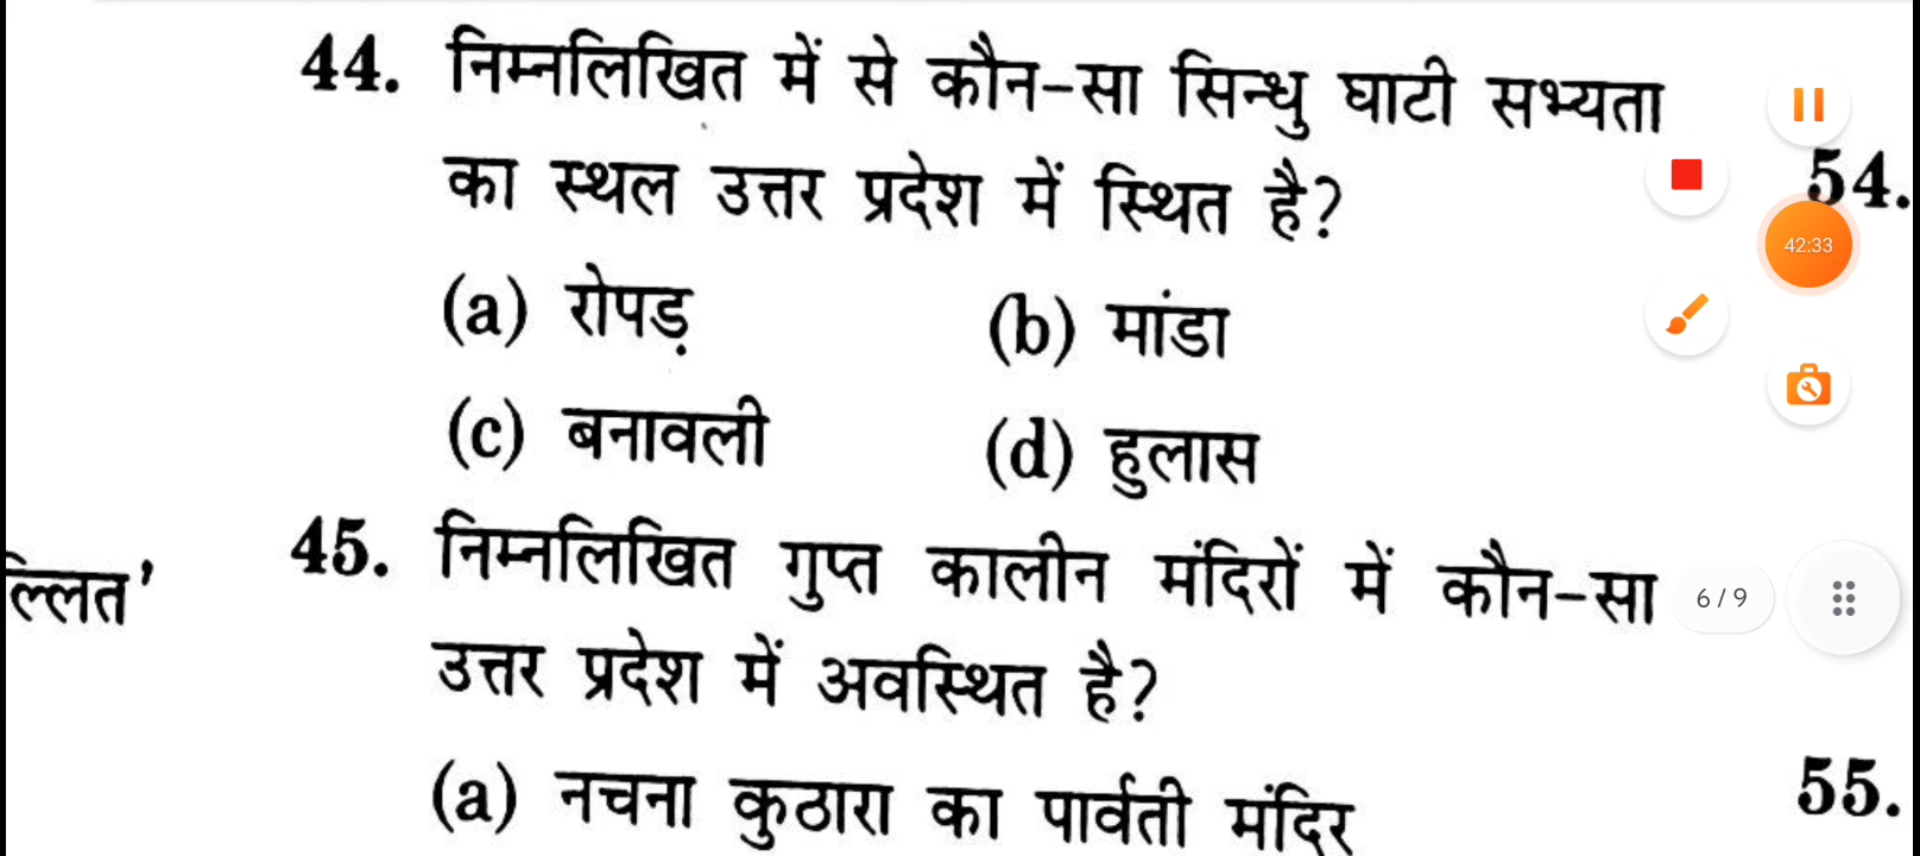 44. निम्नलिखित में से कौन-सा सिन्धु घाटी सभ्यता
का स्थल उत्तर प्रदेश में स्थित है?
(a) रोपड़ (b) मांडा
(c) बनावली (d) हुलास
45. निम्नलिखित गुप्त कालीन मंदिरों में कौन-सा
उत्तर प्रदेश में अवस्थित है?
(a) नचना कुठारा का पार्वती मंदिर
ल्लित'
54.
42:33
6/9
55.